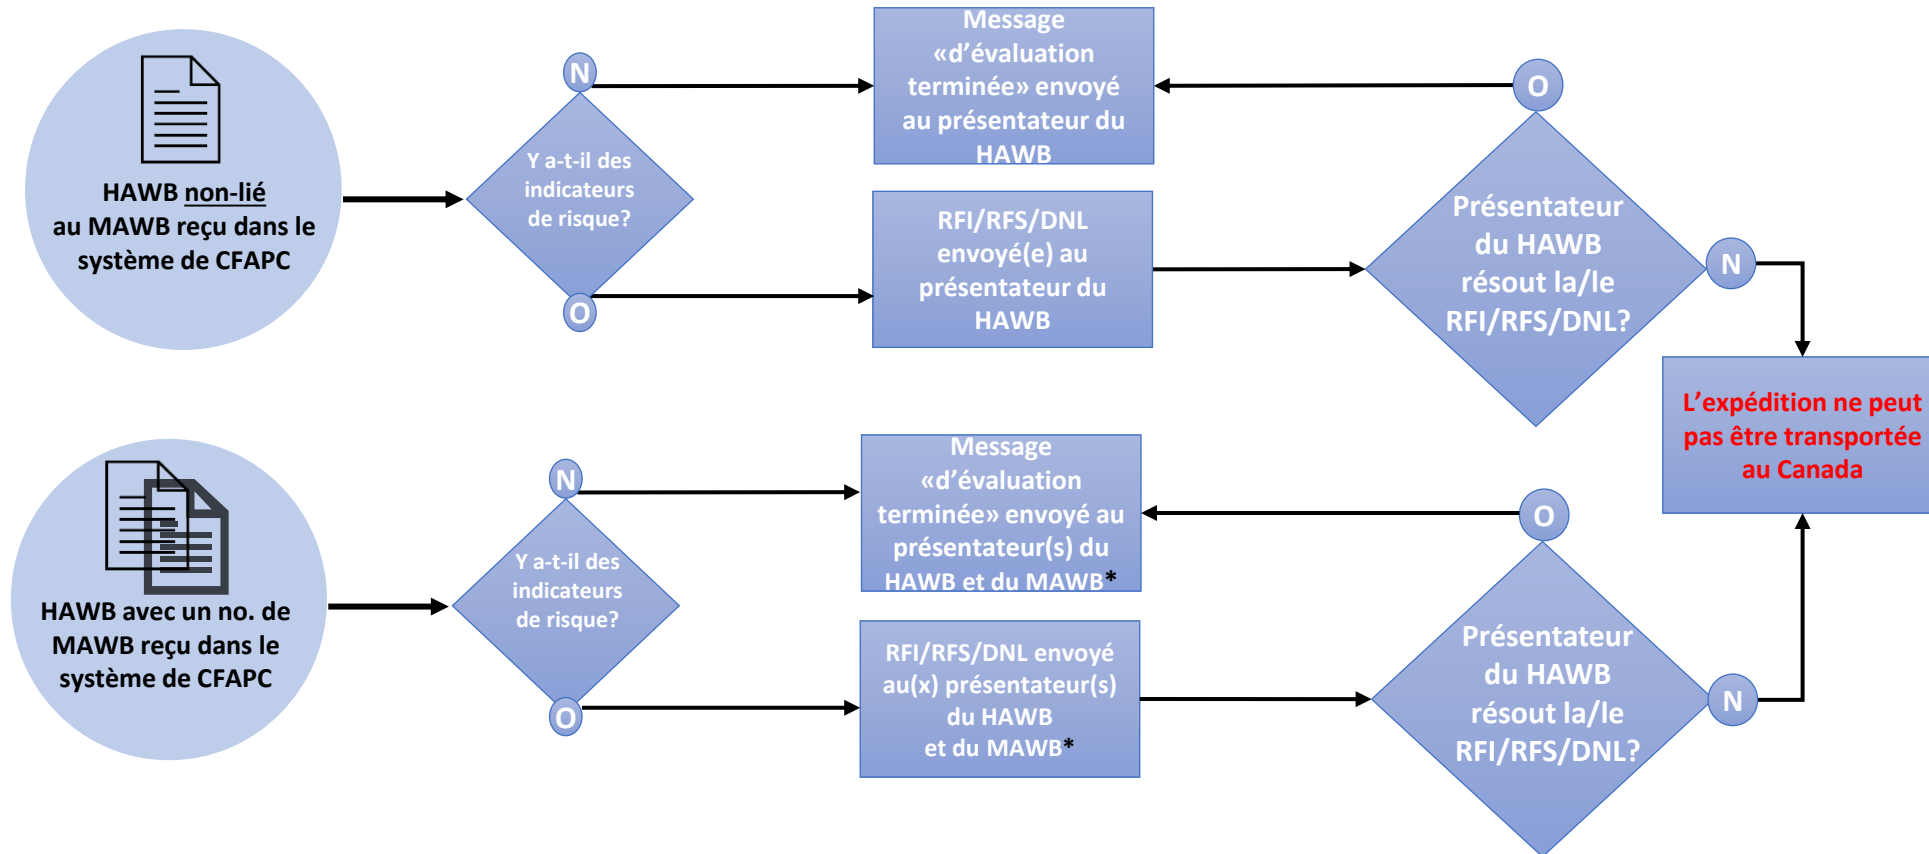 HAWB non-lié
au MAWB reçu dans le
système de CFAPC
N
Y a-t-il des
indicateurs
de risque?
O
Message
«d'évaluation
terminée» envoyé
au présentateur du
HAWB
RFI/RFS/DNL
envoyé(e) au
présentateur du
HAWB
O
Présentateur
du HAWB
résout la/le
RFI/RFS/DNL?
N
L'expédition ne peut
pas être transportée
au Canada
HAWB avec un no. de
MAWB reçu dans le
système de CFAPC
N
Y a-t-il des
indicateurs
de risque?
O
Message
«d'évaluation
terminée» envoyé au
présentateur(s) du
HAWB et du MAWB*
RFI/RFS/DNL envoyé
au(x) présentateur(s)
du HAWB
et du MAWB*
O
Présentateur
du HAWB
résout la/le
RFI/RFS/DNL?
N